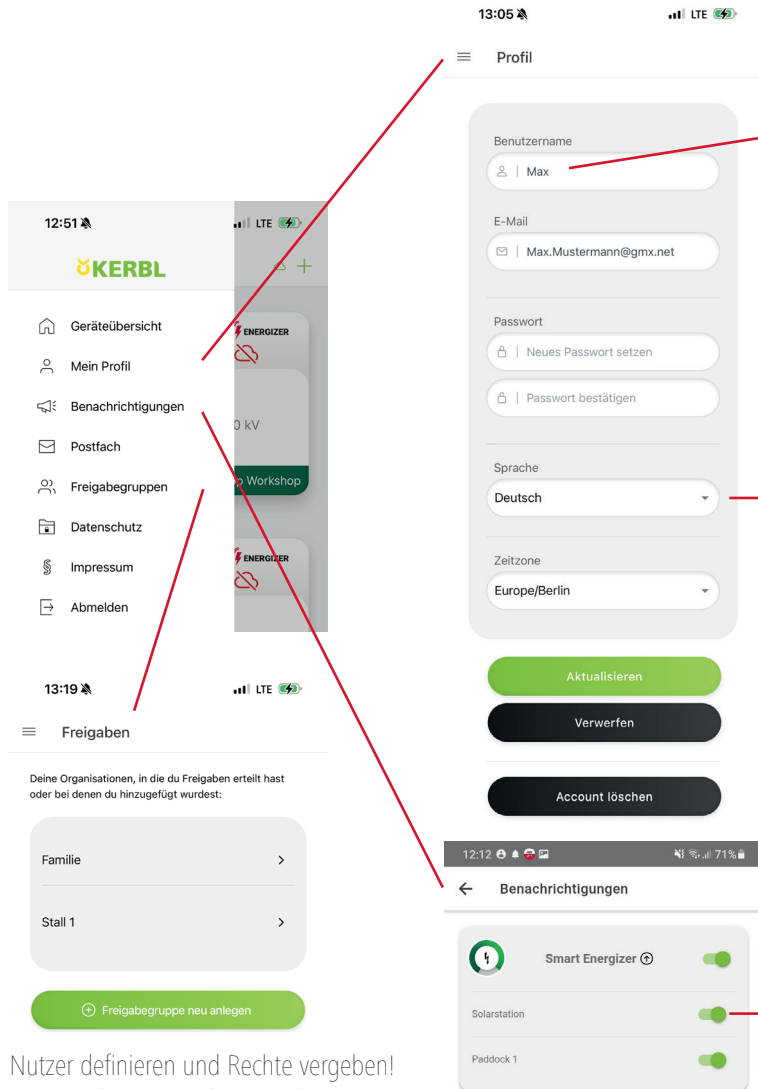 12:51
LTE
KERBL
Geräteübersicht
Mein Profil
Benachrichtigungen
Postfach
Freigabegruppen
Datenschutz
Impressum
Abmelden
ENERGIZER
0 kV
p Workshop
ENERGIZER
13:19
LTE
Freigaben
Deine Organisationen, in die du Freigaben erteilt hast
oder bei denen du hinzugefügt wurdest:
Familie
Stall 1
Freigabegruppe neu anlegen
Nutzer definieren und Rechte vergeben!
13:05
LTE
Profil
Benutzername
Max
E-Mail
Max.Mustermann@gmx.net
Passwort
Neues Passwort setzen
Passwort bestätigen
Sprache
Deutsch
Zeitzone
Europe/Berlin
Aktualisieren
Verwerfen
Account löschen
12:12
71%
Benachrichtigungen
Smart Energizer
Solarstation
Paddock 1